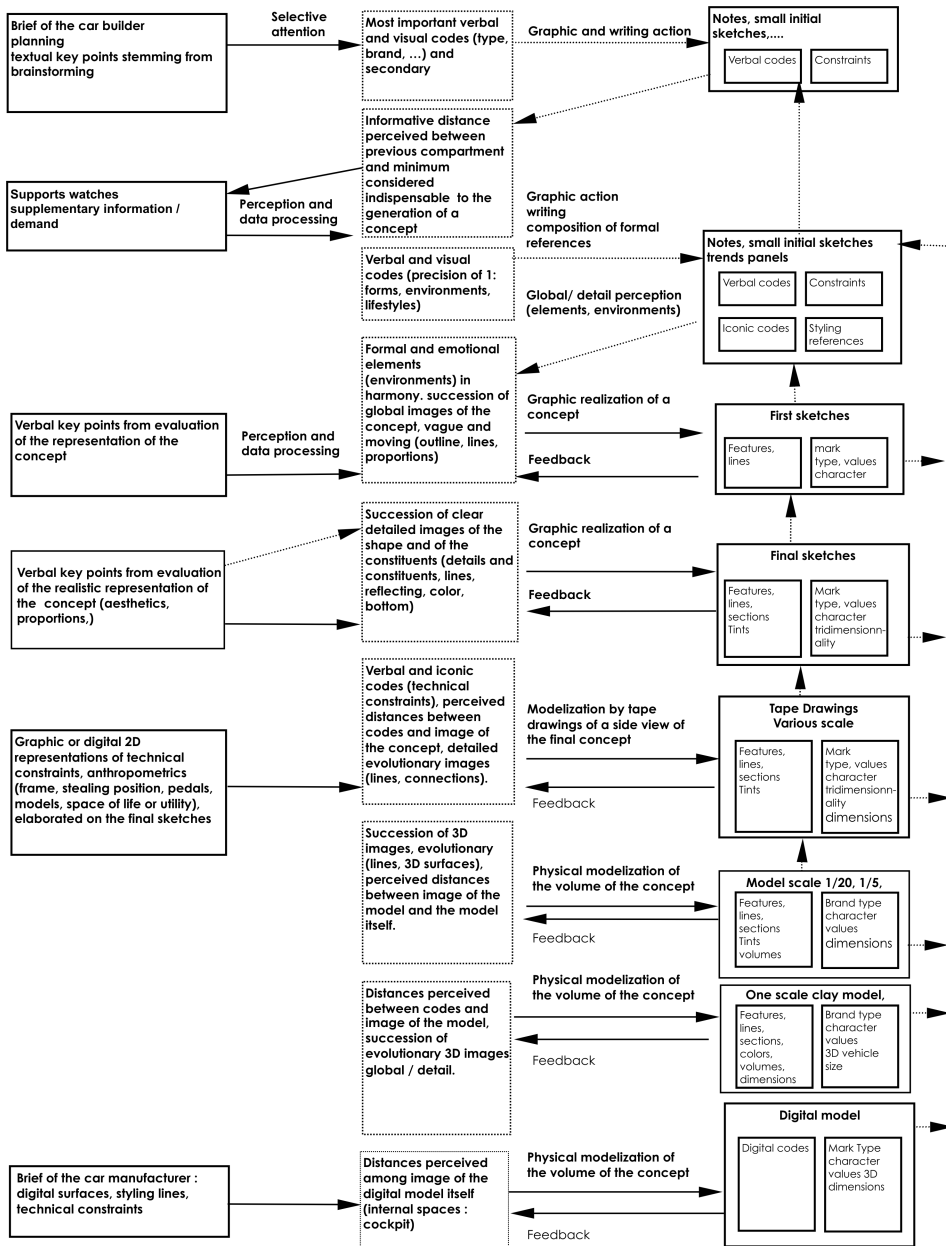 Brief of the car builder
planning
textual key points stemming from
brainstorming
Selective
attention
Most important verbal
and visual codes (type,
brand, ...) and
secondary
Graphic and writing action
Notes, small initial
sketches,....
Verbal codes
Constraints
Informative distance
perceived between
previous compartment
and minimum
considered
indispensable to the
generation of a
concept
Supports watches
supplementary information /
demand
Perception and
data processing
Graphic action
writing
composition of formal
references
Verbal and visual
codes (precision of 1:
forms, environments,
lifestyles)
Notes, small initial sketches
trends panels
Verbal codes
Constraints
Iconic codes
Styling
references
Global/ detail perception
(elements, environments)
Formal and emotional
elements
(environments) in
harmony. succession of
global images of the
concept, vague and
moving (outline, lines,
proportions)
Verbal key points from evaluation
of the representation of the
concept
Perception and
data processing
Graphic realization of a
concept
Feedback
First sketches
Features,
lines
mark
type, values
character
Succession of clear
detailed images of the
shape and of the
constituents (details and
constituents, lines,
reflecting, color,
bottom)
Verbal key points from evaluation
of the realistic representation of
the concept (aesthetics,
proportions,)
Graphic realization of a
concept
Feedback
Final sketches
Features,
lines,
sections
Tints
Mark
type, values
character
tridimensionn-
ality
Verbal and iconic
codes (technical
constraints), perceived
distances between
codes and image of
the concept, detailed
evolutionary images
(lines, connections).
Graphic or digital 2D
representations of technical
constraints, anthropometrics
(frame, stealing position, pedals,
models, space of life or utility),
elaborated on the final sketches
Modelization by tape
drawings of a side view of
the final concept
Feedback
Tape Drawings
Various scale
Features,
lines,
sections
Tints
Mark
type, values
character
tridimensionn-
ality
dimensions
Succession of 3D
images, evolutionary
(lines, 3D surfaces),
perceived distances
between image of the
model and the model
itself.
Physical modelization of
the volume of the concept
Feedback
Model scale 1/20, 1/5,
Features,
lines,
sections
Tints
volumes
Brand type
character
values
dimensions
Distances perceived
between codes and
image of the model,
succession of
evolutionary 3D images
global / detail.
Physical modelization of
the volume of the concept
Feedback
One scale clay model,
Features,
lines,
sections,
colors,
volumes,
dimensions
Brand type
character
values
3D vehicle
size
Digital model
Digital codes
Mark Type
character
values 3D
dimensions
Brief of the car manufacturer :
digital surfaces, styling lines,
technical constraints
Distances perceived
among image of the
digital model itself
(internal spaces :
cockpit)
Physical modelization of
the volume of the concept
Feedback